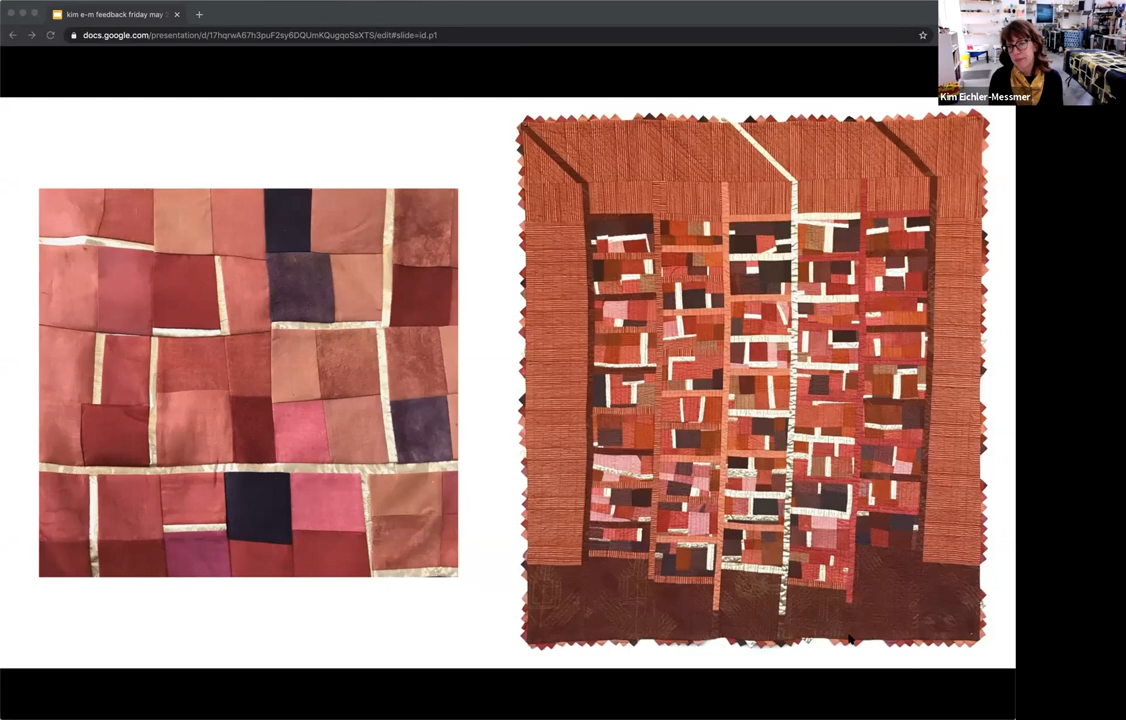 kim e-m feedback friday may
docs.google.com/presentation/d/17hqrwA67h3puF2sy6DQUmKQugqoSsXTS/edit#slide=id.p1
Kim Eichler-Messmer